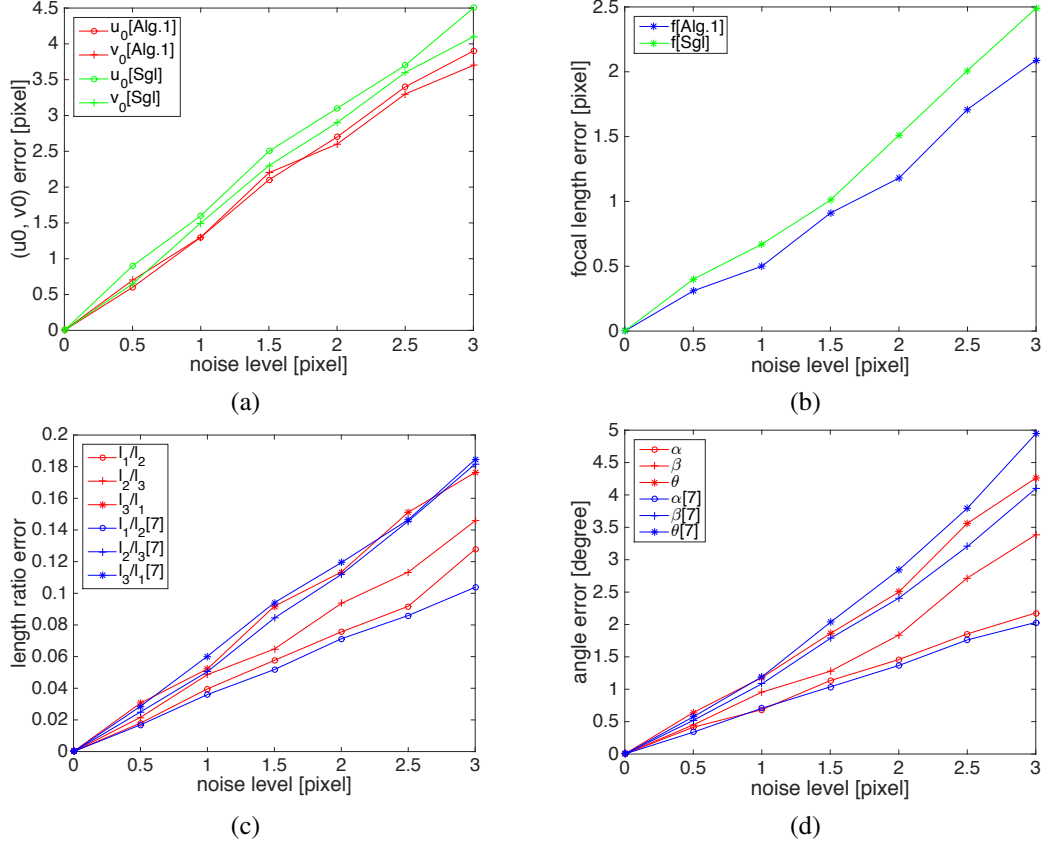 u0[Alg.1]
v0[Alg.1]
u0[Sgl]
v0[Sgl]
4.5
4
3.5
3
2.5
2
1.5
1
0.5
0
(u0, v0) error [pixel]
0 0.5 1 1.5 2 2.5 3
noise level [pixel]
(a)
f[Alg.1]
f[Sgl]
2.5
2
1.5
1
0.5
0
focal length error [pixel]
0 0.5 1 1.5 2 2.5 3
noise level [pixel]
(b)
l1/l2
l2/l3
l3/l1
l1/l2[7]
l2/l3[7]
l3/l1[7]
0.2
0.18
0.16
0.14
0.12
0.1
0.08
0.06
0.04
0.02
0
length ratio error
0 0.5 1 1.5 2 2.5 3
noise level [pixel]
(c)
α
β
θ
α[7]
β[7]
θ[7]
5
4.5
4
3.5
3
2.5
2
1.5
1
0.5
0
angle error [degree]
0 0.5 1 1.5 2 2.5 3
noise level [pixel]
(d)